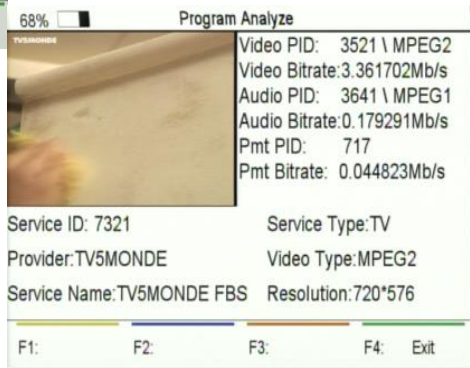 68%
Program Analyze
TV5MONDE
Video PID: 3521 \ MPEG2
Video Bitrate:3.361702Mb/s
Audio PID: 3641 \ MPEG1
Audio Bitrate:0.179291Mb/s
Pmt PID: 717
Pmt Bitrate: 0.044823Mb/s
Service ID: 7321
Service Type:TV
Provider:TV5MONDE
Video Type:MPEG2
Service Name:TV5MONDE FBS
Resolution:720*576
F1:
F2:
F3:
F4: Exit